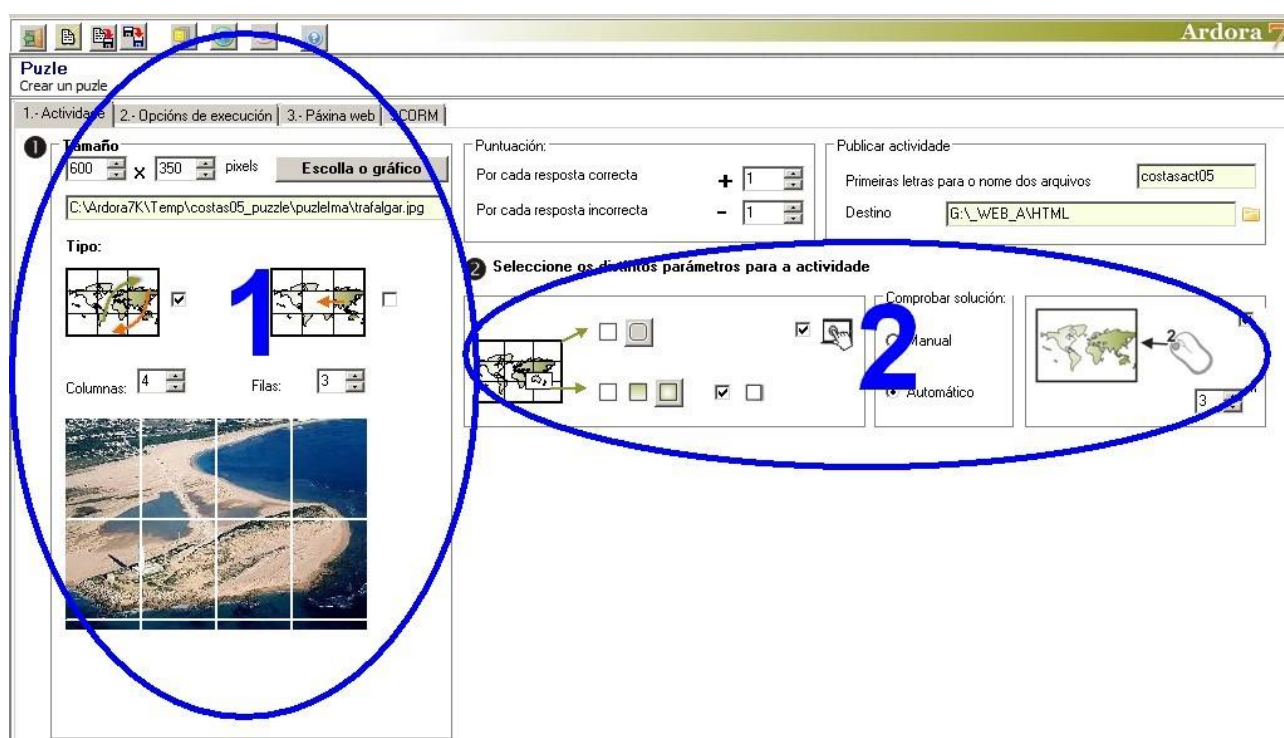 Ardora 7
Puzle
Crear un puzle
1.- Actividade 2.- Opcións de execución 3.- Páxina web SCORM
1 Tamaño
600 x 350 pixels Escolla o gráfico
C:\Ardora7K\Temp\costas05_puzzle\puzleIma\trafalgar.jpg
Tipo:
1
Columnas: 4 Filas: 3
Puntuación:
Por cada resposta correcta + 1
Por cada resposta incorrecta - 1
Publicar actividade
Primeiras letras para o nome dos arquivos costasact05
Destino G:\_WEB_A\HTML
2 Seleccione os distintos parámetros para a actividade
2
Comprobar solución:
Manual
Automático
2
3